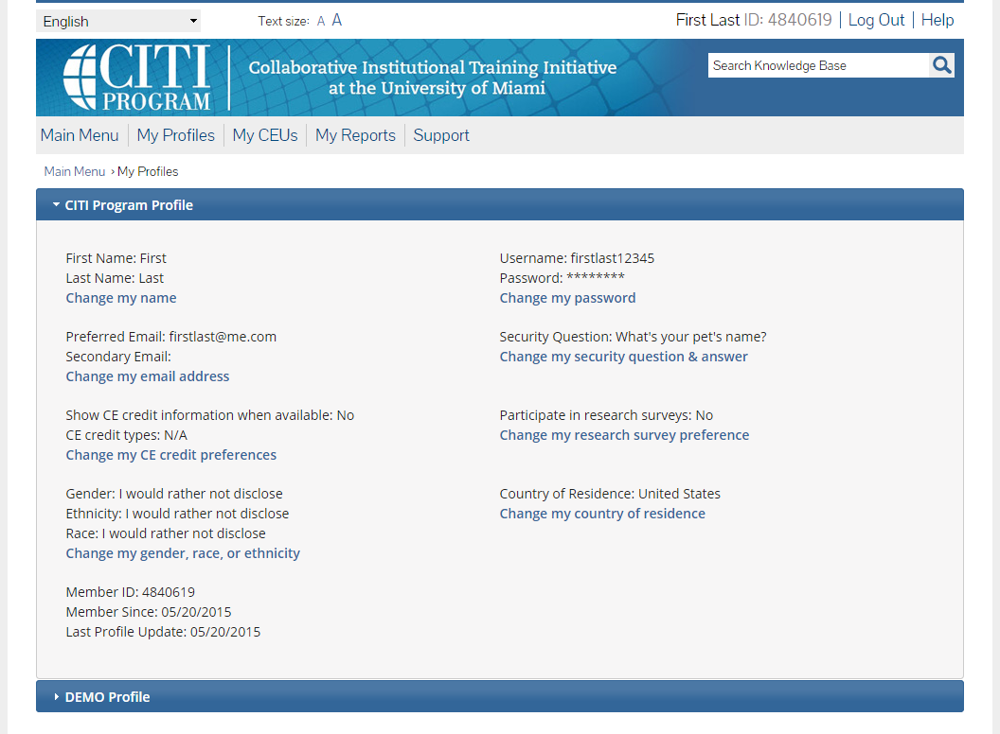 English Text size: A A First Last ID: 4840619 | Log Out | Help
CITI PROGRAM
Collaborative Institutional Training Initiative
at the University of Miami
Search Knowledge Base
Main Menu My Profiles My CEUs My Reports Support
Main Menu › My Profiles
CITI Program Profile
First Name: First
Last Name: Last
Change my name
Username: firstlast12345
Password: ********
Change my password
Preferred Email: firstlast@me.com
Secondary Email:
Change my email address
Security Question: What's your pet's name?
Change my security question & answer
Show CE credit information when available: No
CE credit types: N/A
Change my CE credit preferences
Participate in research surveys: No
Change my research survey preference
Gender: I would rather not disclose
Ethnicity: I would rather not disclose
Race: I would rather not disclose
Change my gender, race, or ethnicity
Country of Residence: United States
Change my country of residence
Member ID: 4840619
Member Since: 05/20/2015
Last Profile Update: 05/20/2015
DEMO Profile